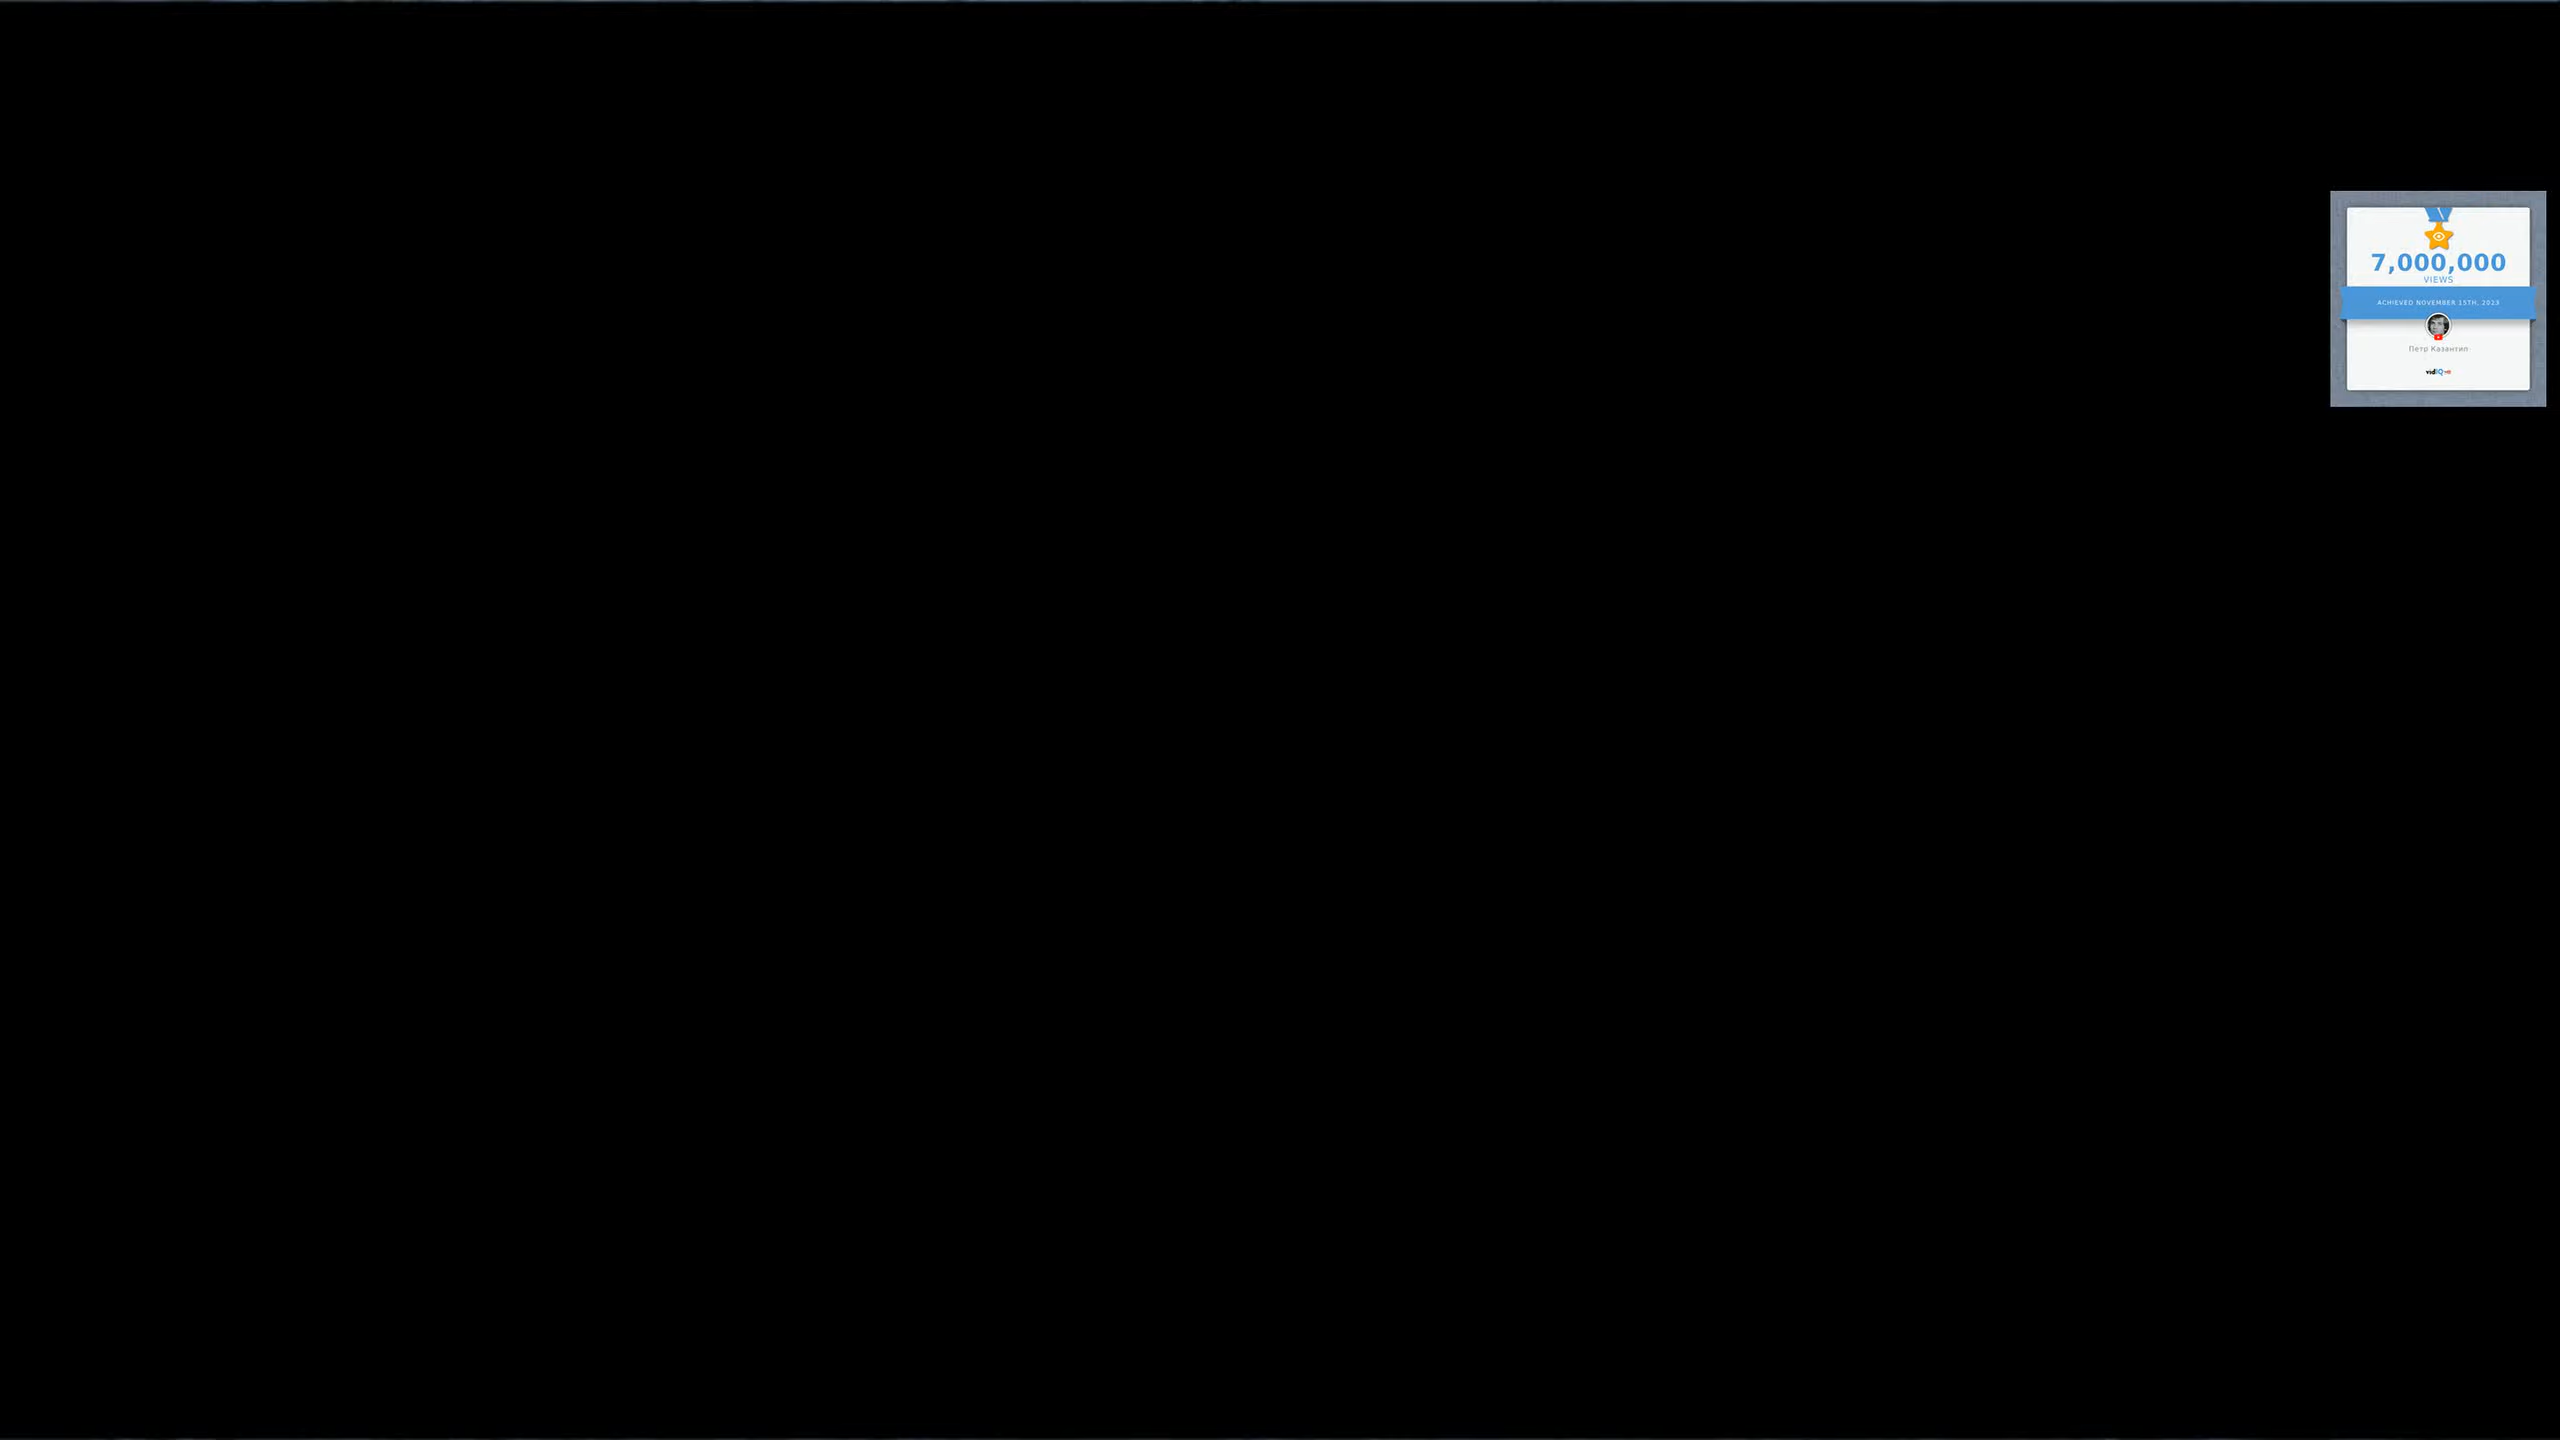 7,000,000
VIEWS
ACHIEVED NOVEMBER 15TH, 2023
Петр Казантип
vidIQ